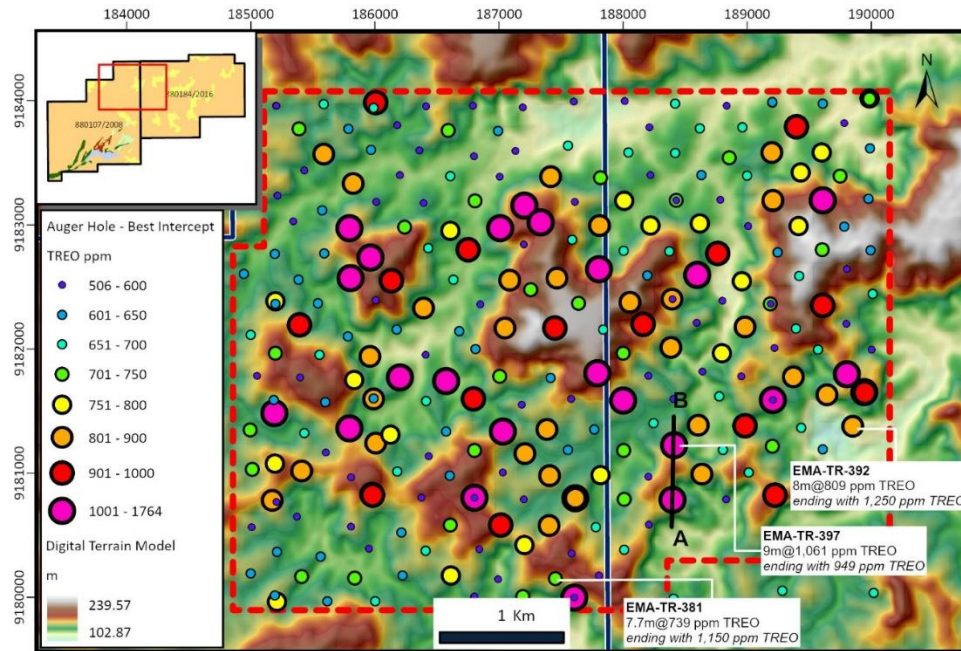 184000 185000 186000 187000 188000 189000 190000
9184000
9183000
9182000
9181000
9180000
N
880184/2016
880107/2008
Auger Hole - Best Intercept
TREO ppm
506 - 600
601 - 650
651 - 700
701 - 750
751 - 800
801 - 900
901 - 1000
1001 - 1764
Digital Terrain Model
m
239.57
102.87
B
A
EMA-TR-392
8m@809 ppm TREO
ending with 1,250 ppm TREO
EMA-TR-397
9m@1,061 ppm TREO
ending with 949 ppm TREO
EMA-TR-381
7.7m@739 ppm TREO
ending with 1,150 ppm TREO
1 Km